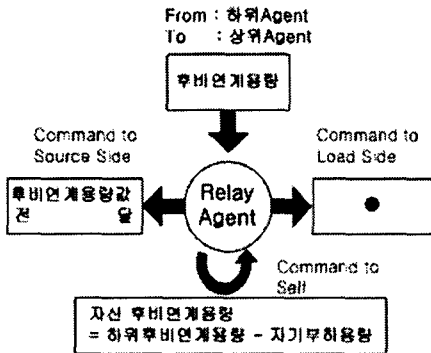 From : 하위Agent
To : 상위Agent
후비연계용량
Command to
Source Side
Command to
Load Side
후비연계용량값
전 달
Relay
Agent
●
Command to
Self
자신 후비연계용량
= 하위후비연계용량 - 자기부하용량